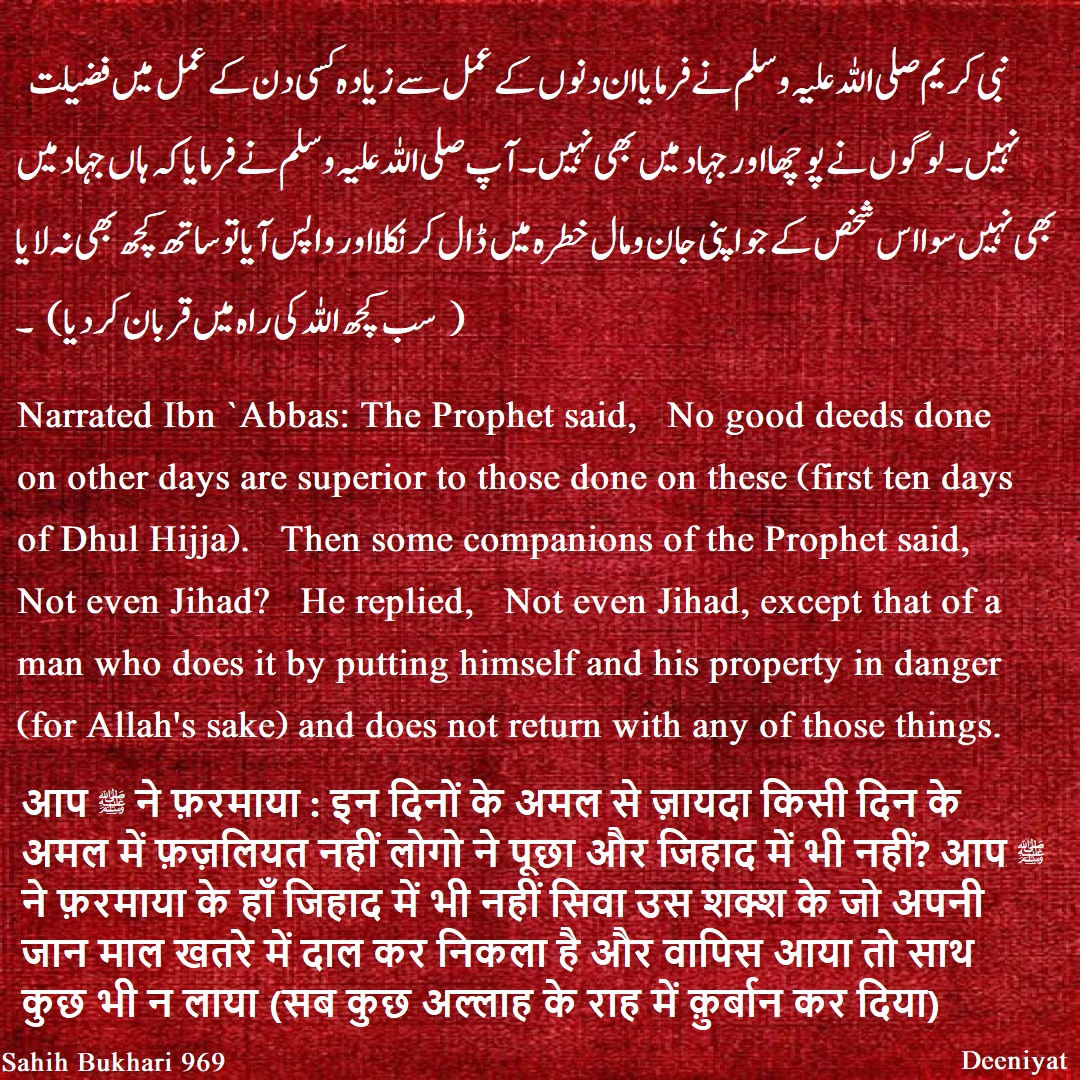 نبی کریم صلی اللہ علیہ وسلم نے فرمایا ان دنوں کے عمل سے زیادہ کسی دن کے عمل میں فضیلت
نہیں۔ لوگوں نے پوچھا اور جہاد میں بھی نہیں۔ آپ صلی اللہ علیہ وسلم نے فرمایا کہ ہاں جہاد میں
بھی نہیں سوا اس شخص کے جو اپنی جان و مال خطرہ میں ڈال کر نکلا اور واپس آیا تو ساتھ کچھ بھی نہ لایا
( سب کچھ اللہ کی راہ میں قربان کر دیا) ۔
Narrated Ibn `Abbas: The Prophet said,   No good deeds done
on other days are superior to those done on these (first ten days
of Dhul Hijja).   Then some companions of the Prophet said,
Not even Jihad?   He replied,   Not even Jihad, except that of a
man who does it by putting himself and his property in danger
(for Allah's sake) and does not return with any of those things.
आप ﷺ ने फ़रमाया : इन दिनों के अमल से ज़ायदा किसी दिन के
अमल में फ़ज़लियत नहीं लोगो ने पूछा और जिहाद में भी नहीं? आप ﷺ
ने फ़रमाया के हाँ जिहाद में भी नहीं सिवा उस शक्श के जो अपनी
जान माल खतरे में दाल कर निकला है और वापिस आया तो साथ
कुछ भी न लाया (सब कुछ अल्लाह के राह में क़ुर्बान कर दिया)
Sahih Bukhari 969
Deeniyat